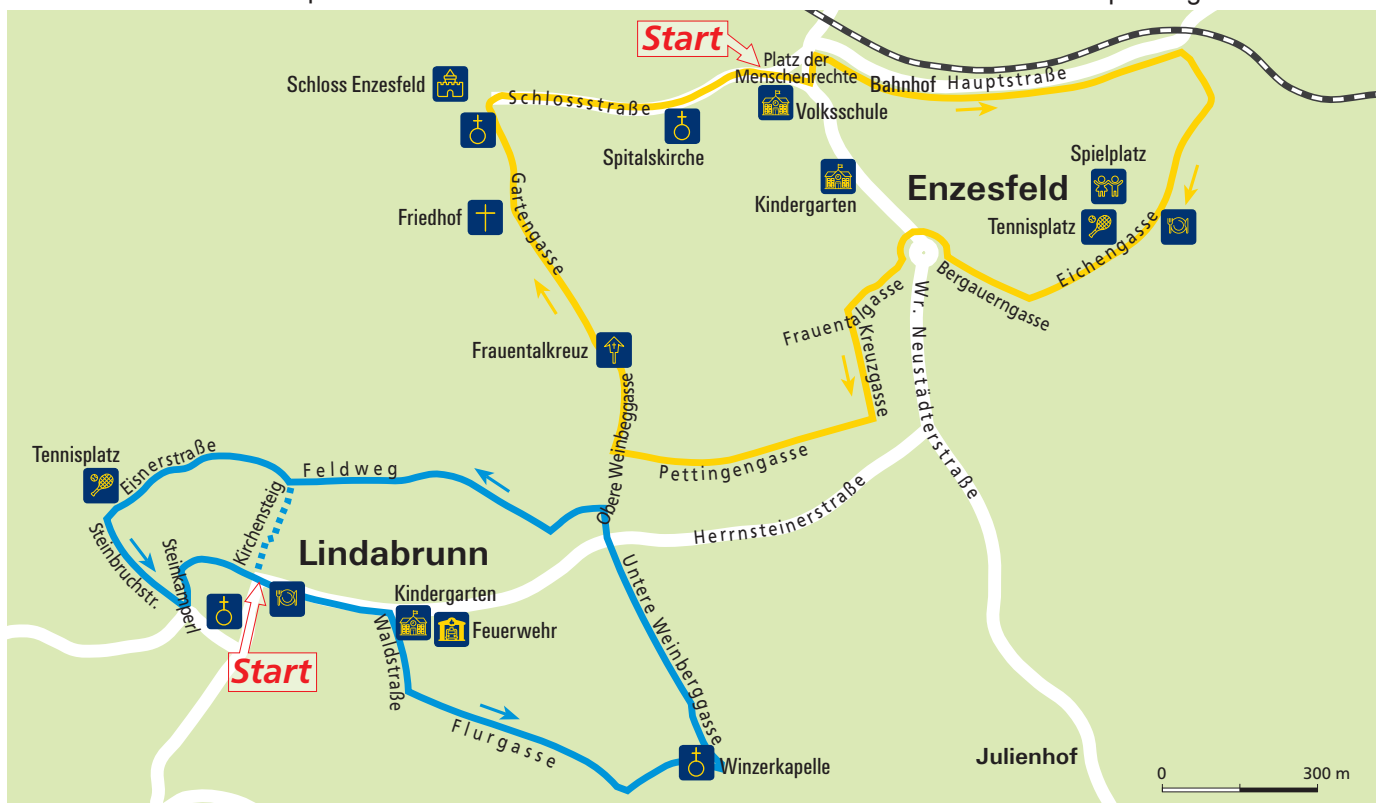 Start
Platz der
Menschenrechte
Bahnhof Hauptstraße
Schloss Enzesfeld
Schlossstraße
Volksschule
Spitalskirche
Spielplatz
Enzesfeld
Kindergarten
Tennisplatz
Friedhof
Gartengasse
Eichengasse
Bergauerngasse
Frauentalgasse
Wr. Neustädterstraße
Kreuzgasse
Frauentalkreuz
Obere Weinbeggasse
Pettingengasse
Tennisplatz
Eisnerstraße
Feldweg
Kirchensteig
Herrnsteinerstraße
Steinbruchstr.
Steinkamperl
Lindabrunn
Kindergarten
Feuerwehr
Untere Weinberggasse
Start
Waldstraße
Flurgasse
Winzerkapelle
Julienhof
0 300 m